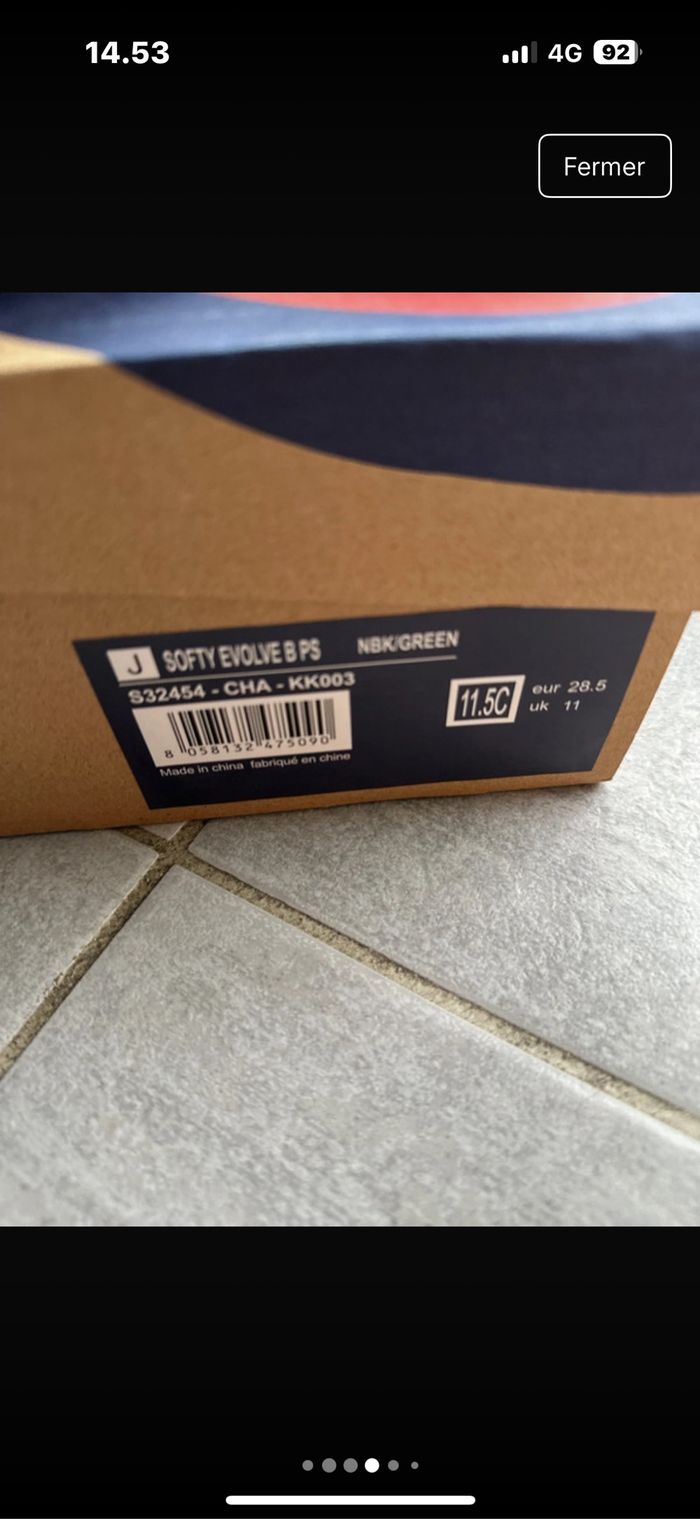 14.53 4G 92
Fermer
J SOFTY EVOLVE B PS NBK/GREEN
S32454 - CHA - KK003
11.5C eur 28.5
uk 11
8 058132 475090
Made in china fabriqué en chine